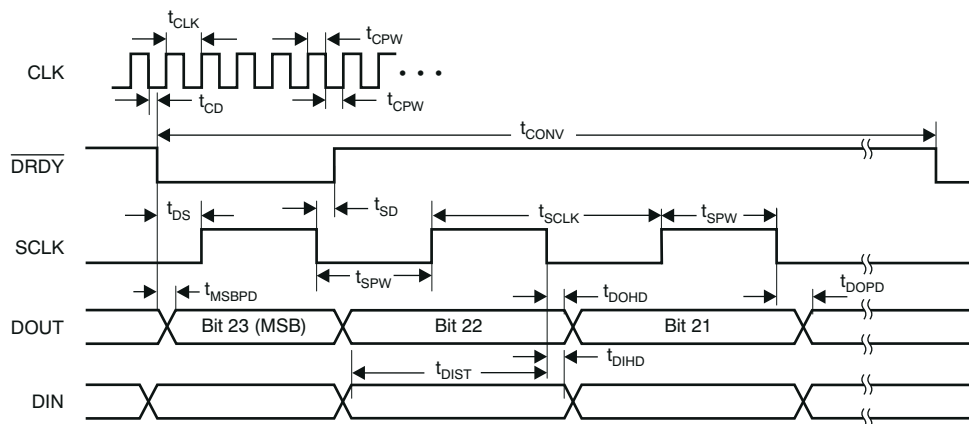 tCLK
tCPW
CLK
• • •
tCD
tCPW
tCONV
DRDY
tDS
tSD
tSCLK
tSPW
SCLK
tSPW
tMSBPD
tDOHD
tDOPD
DOUT
Bit 23 (MSB)
Bit 22
Bit 21
tDIST
tDIHD
DIN